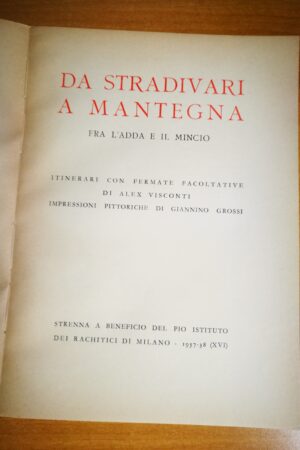 DA STRADIVARI
A MANTEGNA
FRA L'ADDA E IL MINCIO
ITINERARI CON FERMATE FACOLTATIVE
DI ALEX VISCONTI
IMPRESSIONI PITTORICHE DI GIANNINO GROSSI
STRENNA A BENEFICIO DEL PIO ISTITUTO
DEI RACHITICI DI MILANO - 1937-38 (XVI)